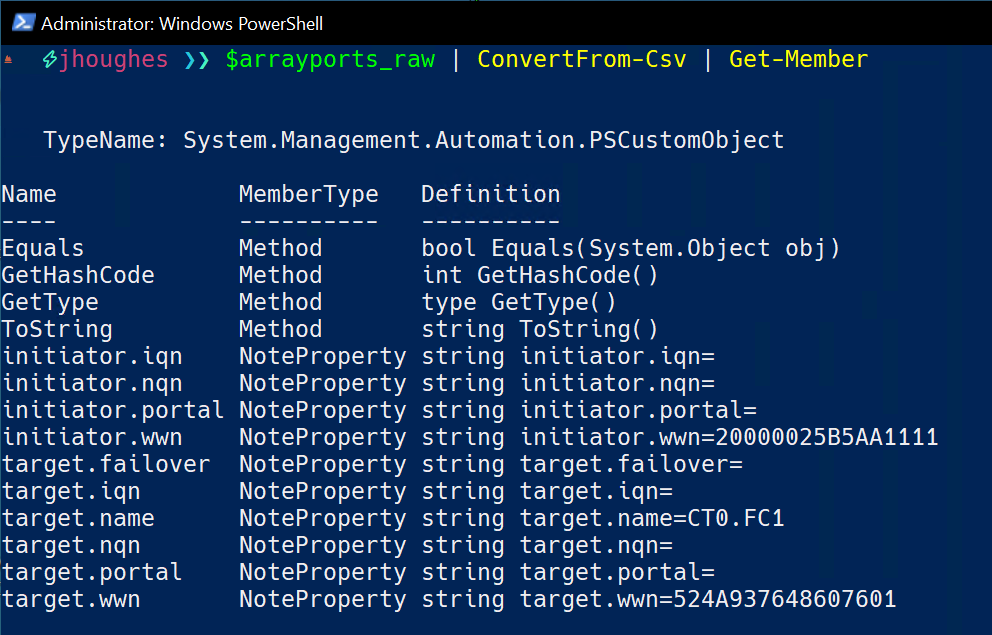 Administrator: Windows PowerShell
⚡jhoughes ❯❯ $arrayports_raw | ConvertFrom-Csv | Get-Member
TypeName: System.Management.Automation.PSCustomObject
Name MemberType Definition
---- ---------- ----------
Equals Method bool Equals(System.Object obj)
GetHashCode Method int GetHashCode()
GetType Method type GetType()
ToString Method string ToString()
initiator.iqn NoteProperty string initiator.iqn=
initiator.nqn NoteProperty string initiator.nqn=
initiator.portal NoteProperty string initiator.portal=
initiator.wwn NoteProperty string initiator.wwn=20000025B5AA1111
target.failover NoteProperty string target.failover=
target.iqn NoteProperty string target.iqn=
target.name NoteProperty string target.name=CT0.FC1
target.nqn NoteProperty string target.nqn=
target.portal NoteProperty string target.portal=
target.wwn NoteProperty string target.wwn=524A937648607601